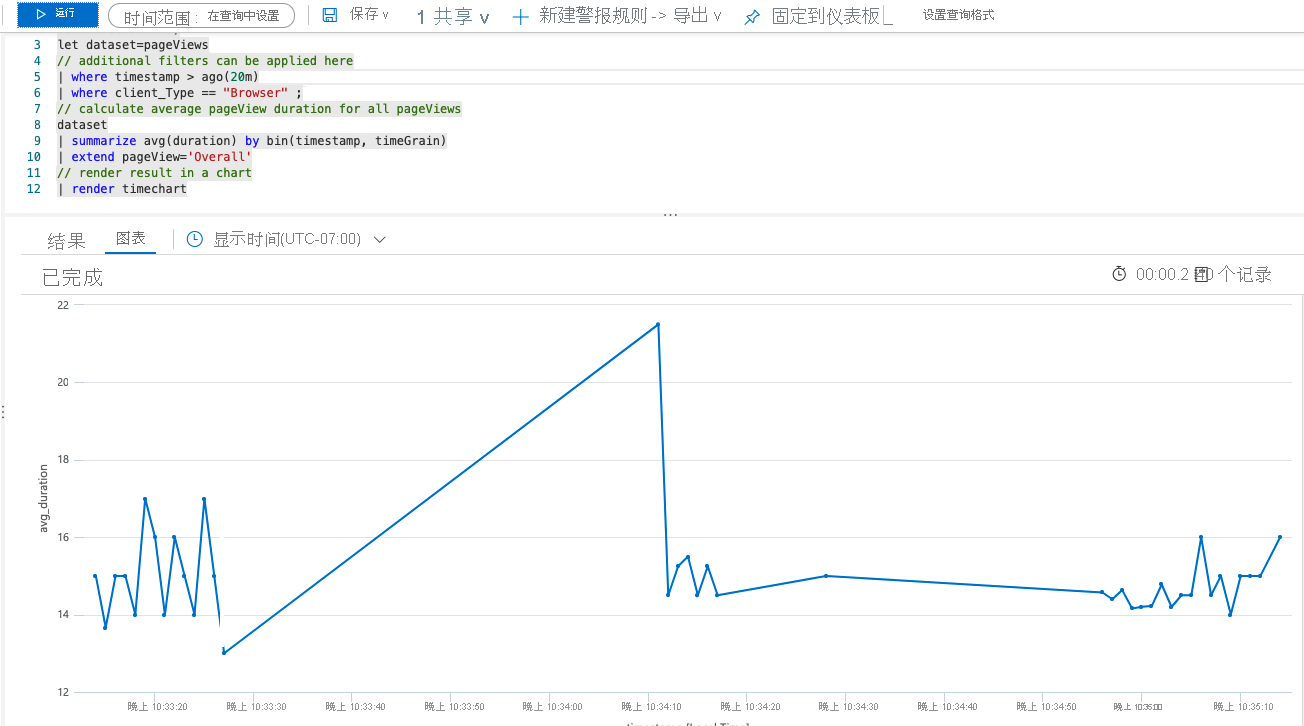 运行 时间范围： 在查询中设置 保存 ∨ 1 共享 ∨ 新建警报规则 -> 导出 ∨ 固定到仪表板 设置查询格式
3 let dataset=pageViews
4 // additional filters can be applied here
5 | where timestamp > ago(20m)
6 | where client_Type == "Browser" ;
7 // calculate average pageView duration for all pageViews
8 dataset
9 | summarize avg(duration) by bin(timestamp, timeGrain)
10 | extend pageView='Overall'
11 // render result in a chart
12 | render timechart
...
结果 图表 显示时间(UTC-07:00)
已完成 00:00.2 个记录
22
20
18
16
14
12
avg_duration
晚上 10:33:20 晚上 10:33:30 晚上 10:33:40 晚上 10:33:50 晚上 10:34:00 晚上 10:34:10 晚上 10:34:20 晚上 10:34:30 晚上 10:34:40 晚上 10:34:50 晚上 10:35:00 晚上 10:35:10